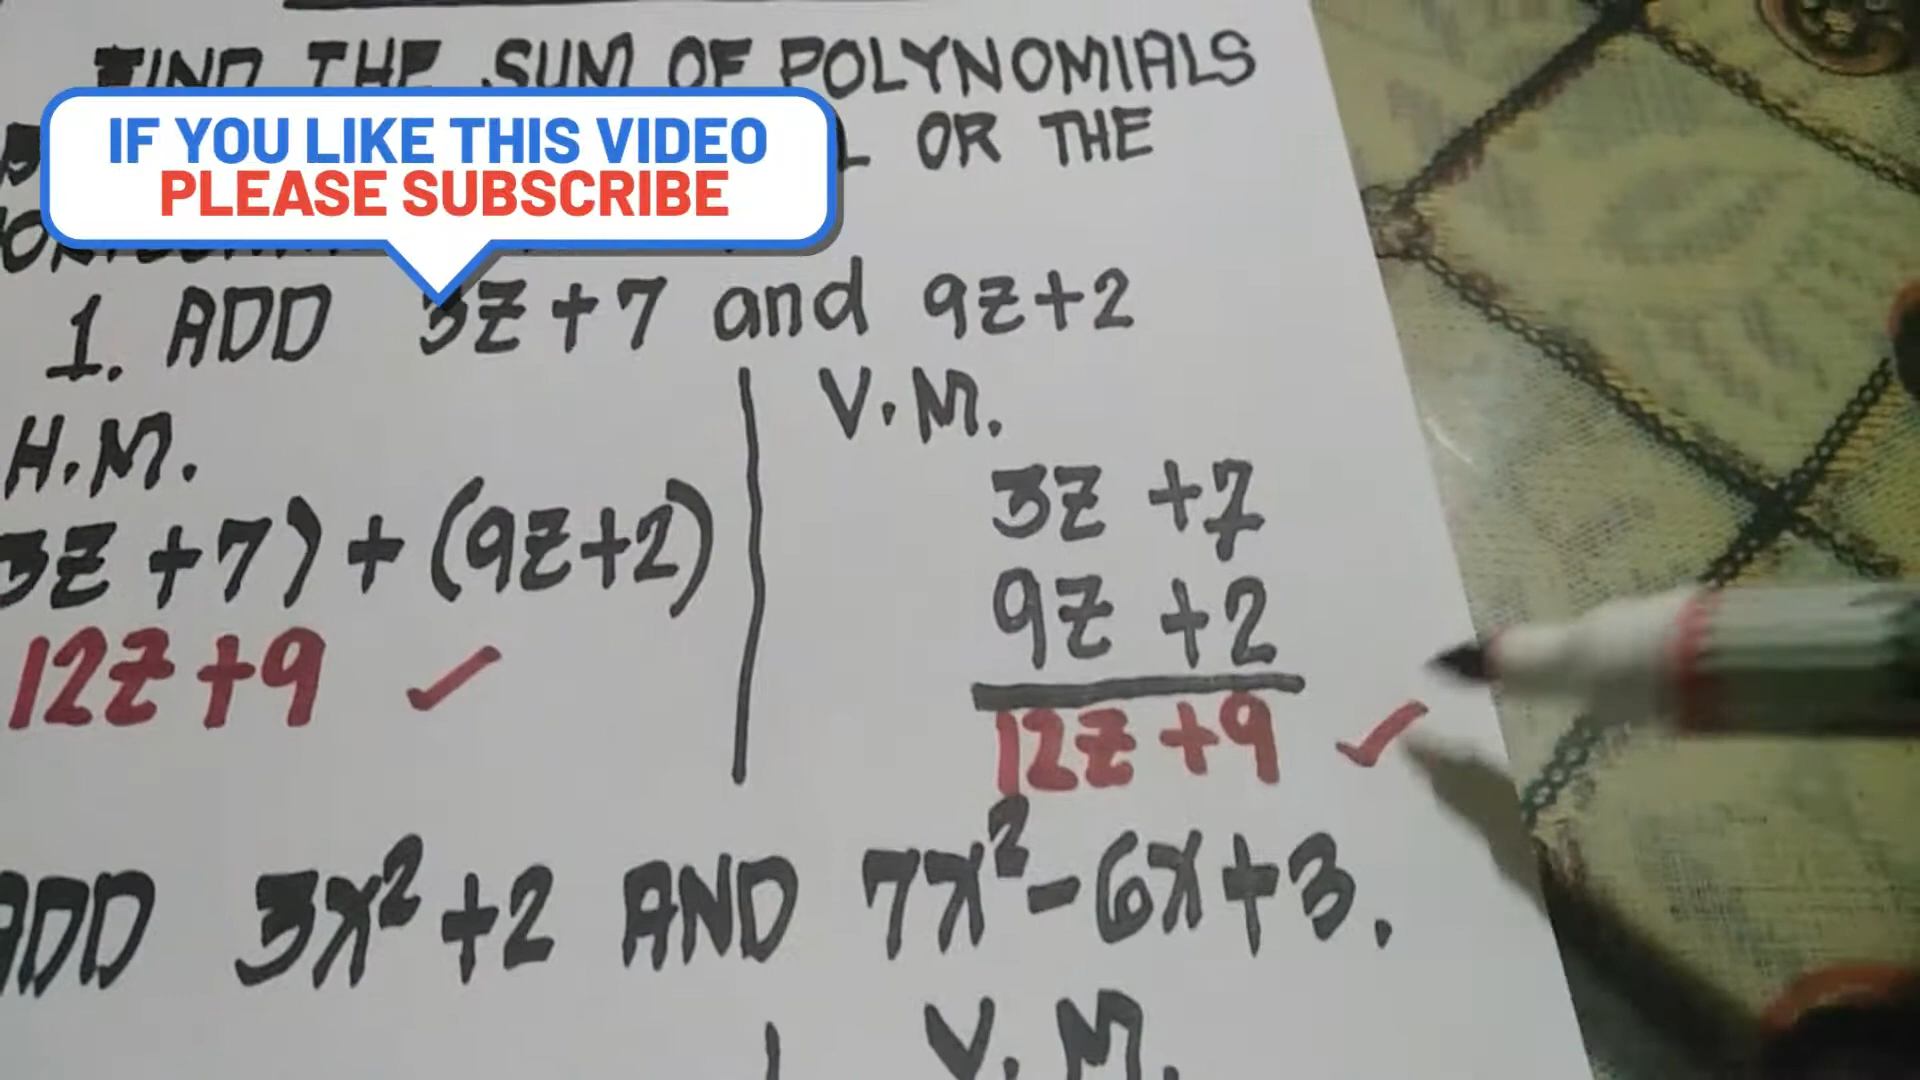 FIND THE SUM OF POLYNOMIALS
OR THE
IF YOU LIKE THIS VIDEO
PLEASE SUBSCRIBE
1. ADD 3z+7 and 9z+2
H.M.
3z+7)+(9z+2)
12z+9 ✓
V.M.
3z +7
9z +2
12z+9 ✓
ADD 3x²+2 AND 7x²-6x+3.
V.M.